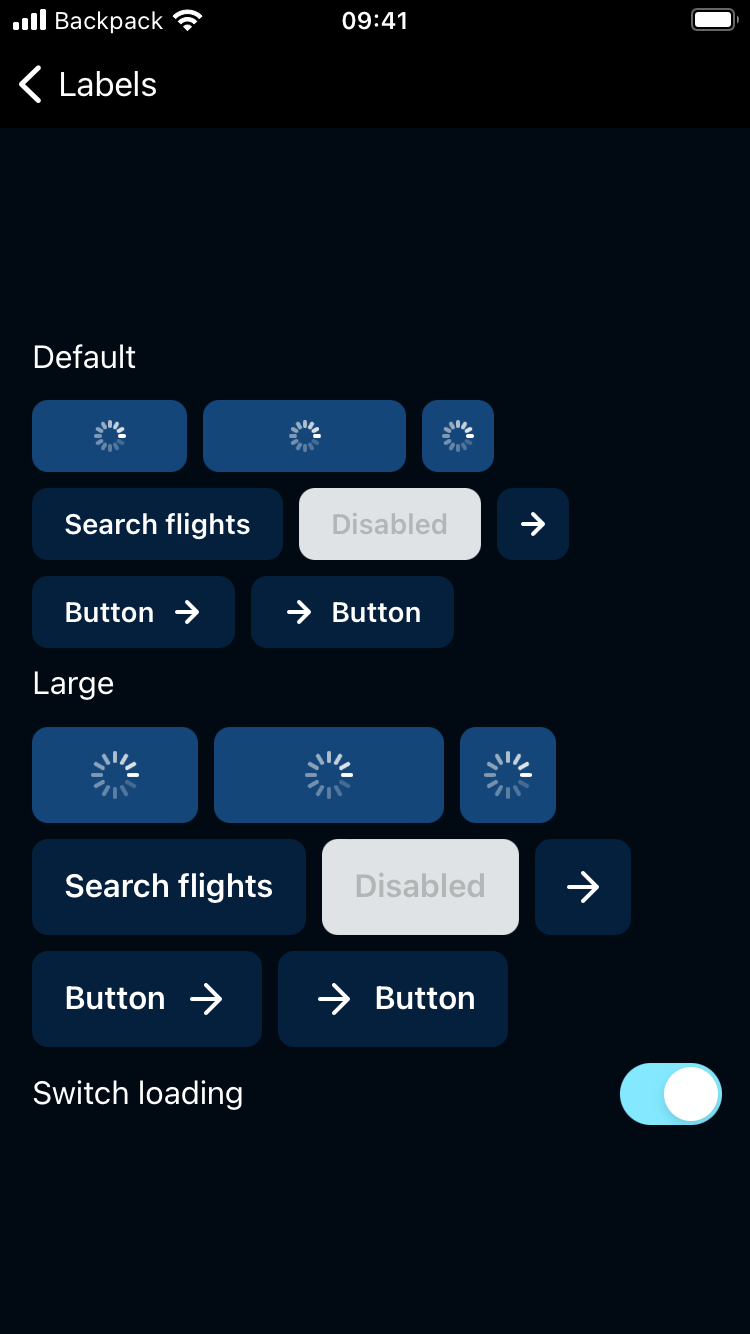 Backpack 09:41
Labels
Default
Search flights Disabled
Button Button
Large
Search flights Disabled
Button Button
Switch loading